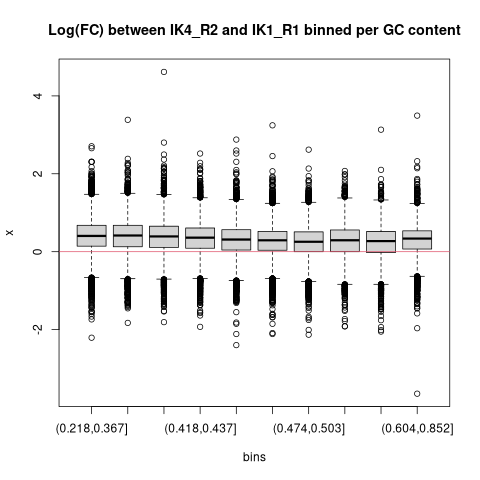 Log(FC) between IK4_R2 and IK1_R1 binned per GC content
4
2
0
-2
x
(0.218,0.367]
(0.418,0.437]
(0.474,0.503]
(0.604,0.852]
bins